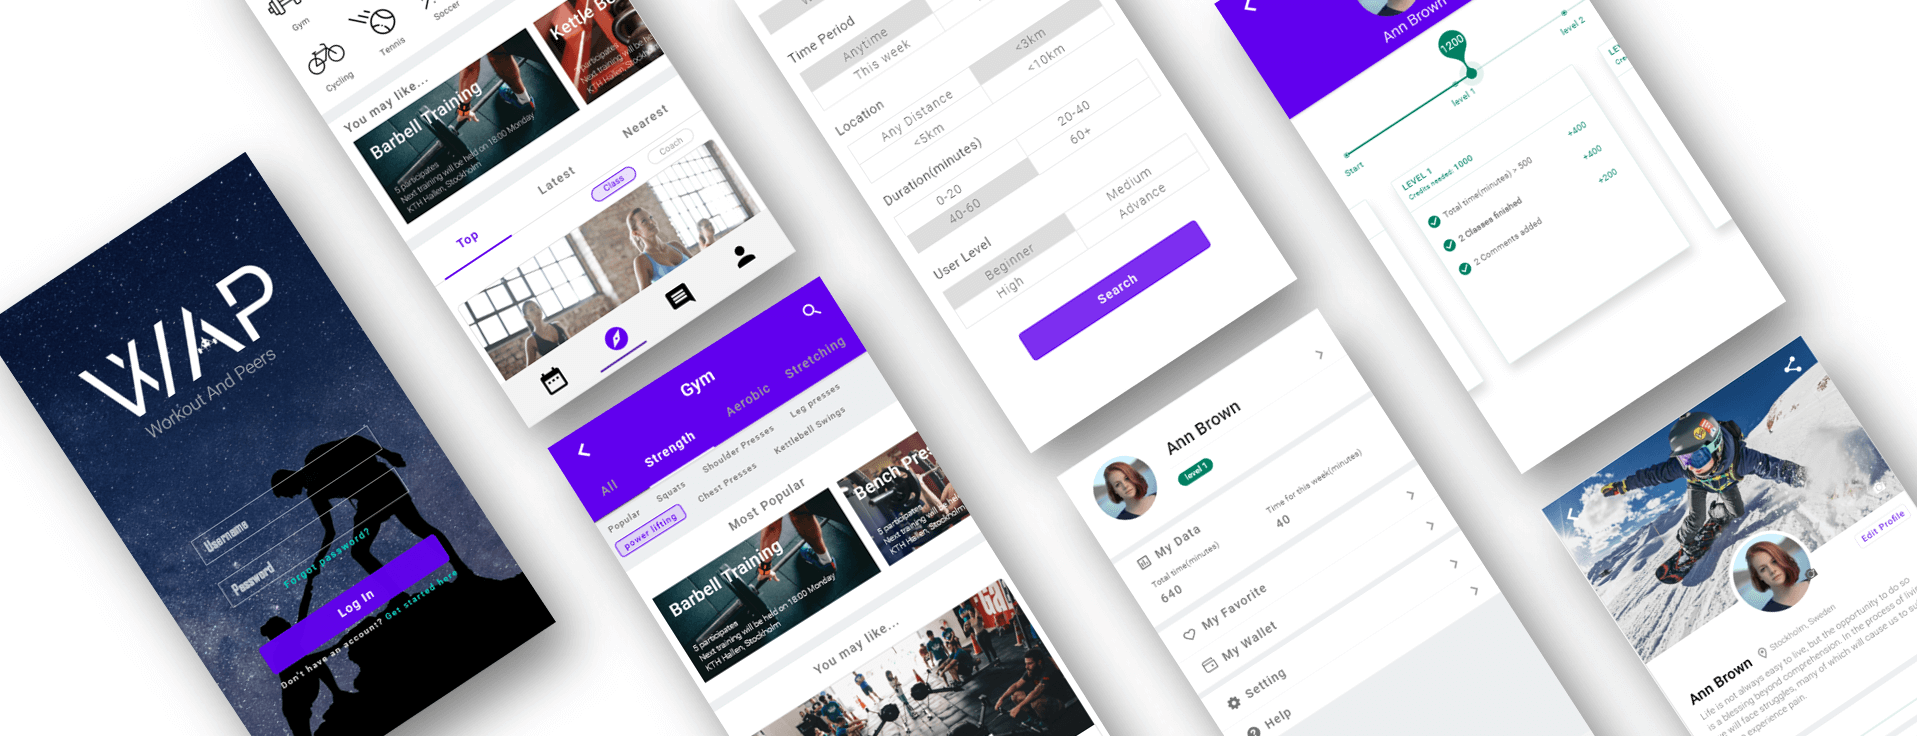 WAP
Workout And Peers
Username
Password
Forgot password?
Log In
Don't have an account? Get started here
Gym
Tennis
Soccer
Cycling
You may like...
Barbell Training
5 participates
Next training will be held on 18:00 Monday
KTH Hallen, Stockholm
Kettle
participates
Next training will be
KTH Hallen, Stockh
Top
Latest
Nearest
Class
Coach
Gym
All
Strength
Aerobic
Stretching
Popular
Squats
Shoulder Presses
Leg presses
power lifting
Chest Presses
Kettlebell Swings
Most Popular
Barbell Training
5 participates
Next training will be held on 18:00 Monday
KTH Hallen, Stockholm
Bench Pre
5 participates
Next training will be
KTH Hallen, Stockholm
You may like...
Time Period
Anytime
This week
Location
<3km
Any Distance
<10km
<5km
Duration(minutes)
0-20
20-40
40-60
60+
User Level
Beginner
Medium
High
Advance
Search
Ann Brown
level 1
My Data
Total time(minutes)
640
Time for this week(minutes)
40
My Favorite
My Wallet
Setting
Help
Ann Brown
1200
Start
level 1
level 2
LEVEL 1
Credits needed: 1000
Total time(minutes) > 500
+400
2 Classes finished
+400
2 Comments added
+200
Edit Profile
Ann Brown
Stockholm, Sweden
Life is not always easy to live, but the opportunity to do so
is a blessing beyond comprehension. In the process of livi
we will face struggles, many of which will cause us to su
experience pain.